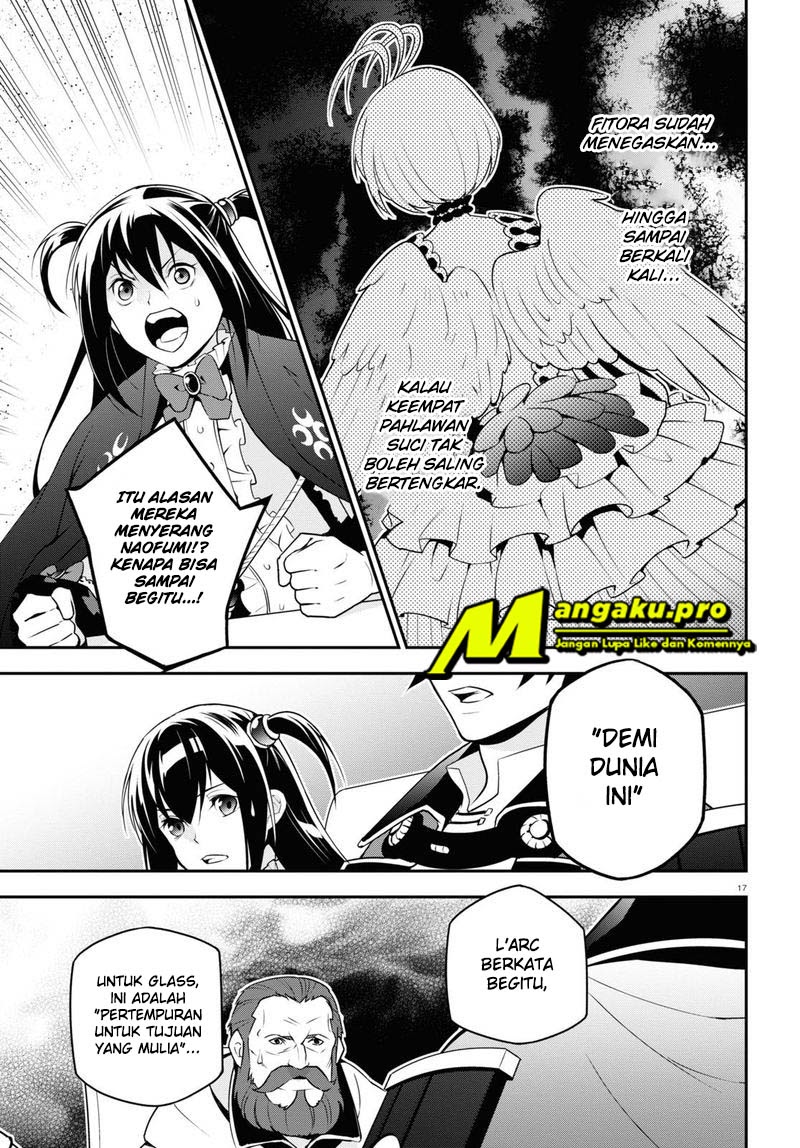 FITORA SUDAH
MENEGASKAN...
HINGGA
SAMPAI
BERKALI
KALI...
KALAU
KEEMPAT
PAHLAWAN
SUCI TAK
BOLEH SALING
BERTENGKAR.
ITU ALASAN
MEREKA
MENYERANG
NAOFUMI!?
KENAPA BISA
SAMPAI
BEGITU...!
Mangaku.pro
Jangan Lupa Like dan Komennya
"DEMI
DUNIA
INI"
17
L'ARC
BERKATA
BEGITU,
UNTUK GLASS,
INI ADALAH
"PERTEMPURAN
UNTUK TUJUAN
YANG MULIA"...